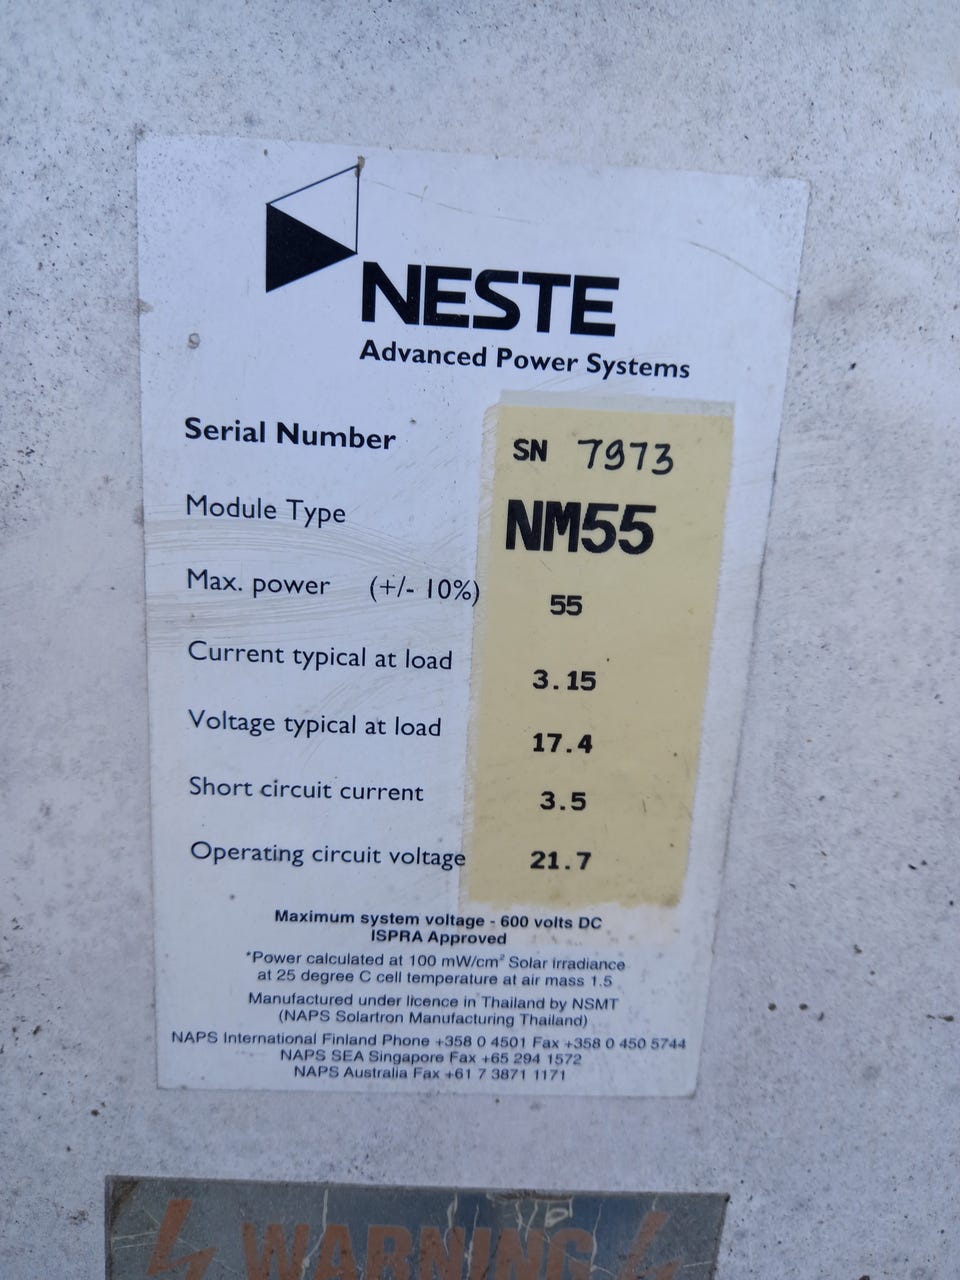 NESTE
Advanced Power Systems
Serial Number SN 7973
Module Type NM55
Max. power (+/- 10%) 55
Current typical at load 3.15
Voltage typical at load 17.4
Short circuit current 3.5
Operating circuit voltage 21.7
Maximum system voltage - 600 volts DC
ISPRA Approved
*Power calculated at 100 mW/cm² Solar irradiance
at 25 degree C cell temperature at air mass 1.5
Manufactured under licence in Thailand by NSMT
(NAPS Solartron Manufacturing Thailand)
NAPS International Finland Phone +358 0 4501 Fax +358 0 450 5744
NAPS SEA Singapore Fax +65 294 1572
NAPS Australia Fax +61 7 3871 1171
WARNING